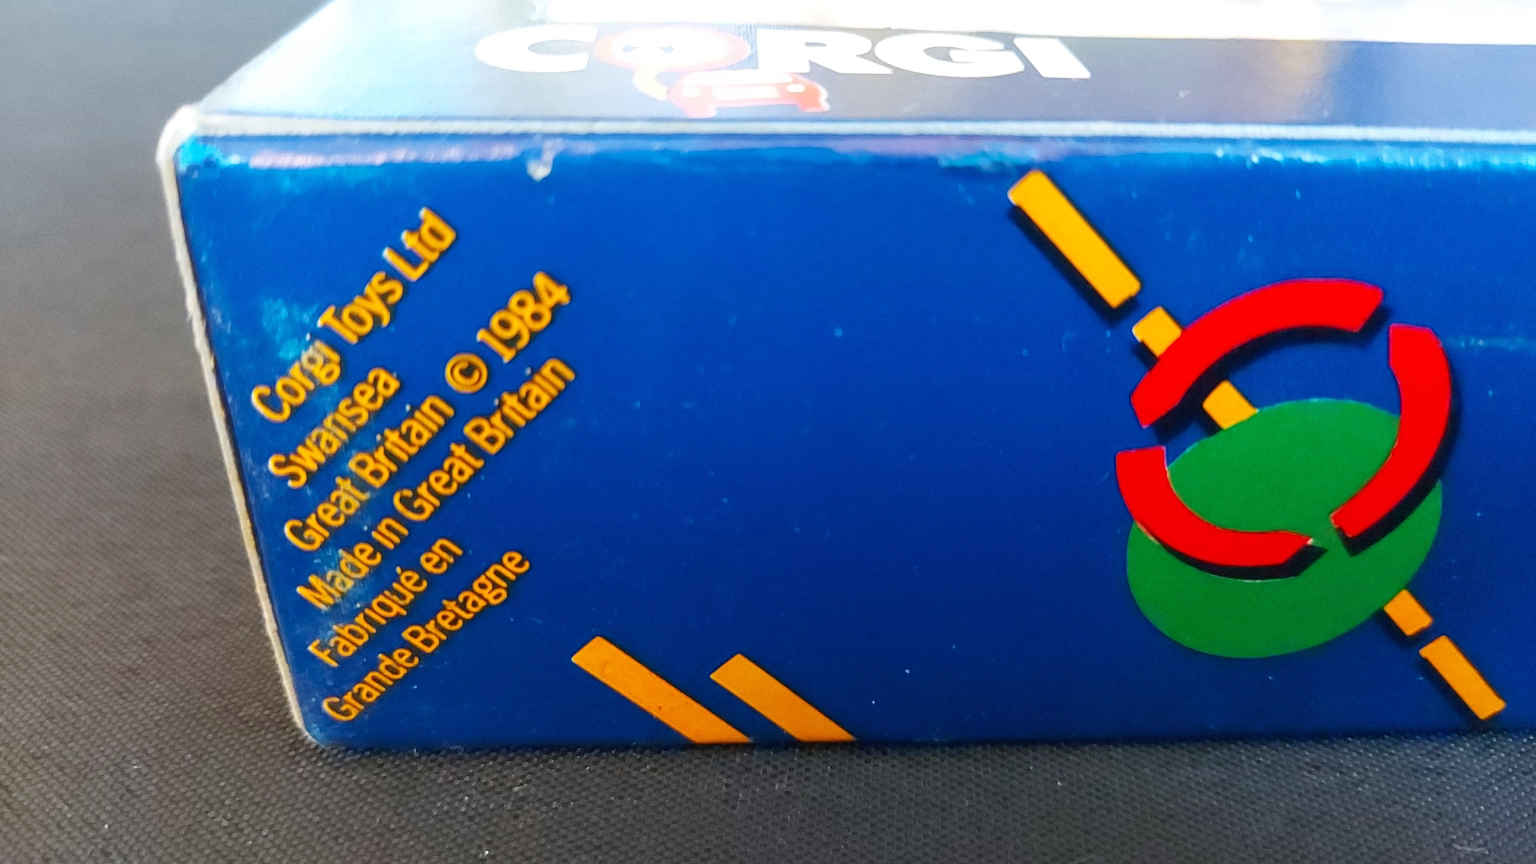 CORGI
Corgi Toys Ltd
Swansea
Great Britain © 1984
Made in Great Britain
Fabriqué en
Grande Bretagne